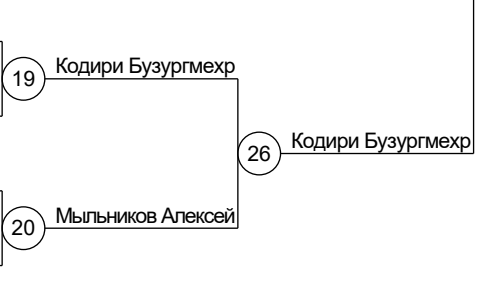 19 Кодири Бузургмехр
26 Кодири Бузургмехр
20 Мыльников Алексей